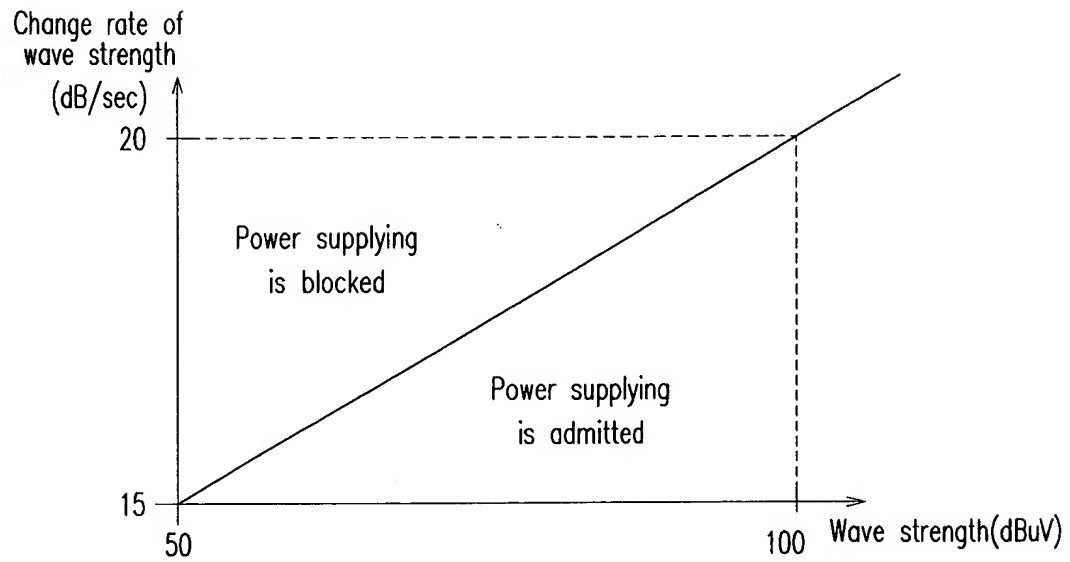 Change rate of
wave strength
(dB/sec)
20
Power supplying
is blocked
Power supplying
is admitted
15
50
100
Wave strength(dBuV)